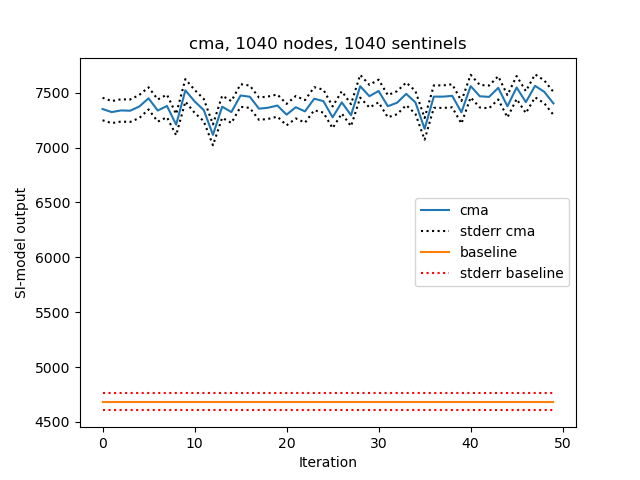 cma, 1040 nodes, 1040 sentinels
SI-model output
7500
7000
6500
6000
5500
5000
4500
cma
stderr cma
baseline
stderr baseline
0 10 20 30 40 50
Iteration